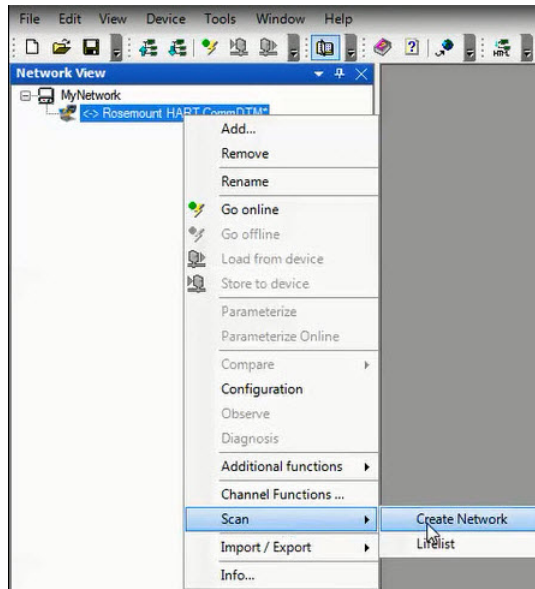 File Edit View Device Tools Window Help
Network View
MyNetwork
<-> Rosemount HART CommDTM*
Add...
Remove
Rename
Go online
Go offline
Load from device
Store to device
Parameterize
Parameterize Online
Compare
Configuration
Observe
Diagnosis
Additional functions
Channel Functions ...
Scan
Create Network
Lifelist
Import / Export
Info...